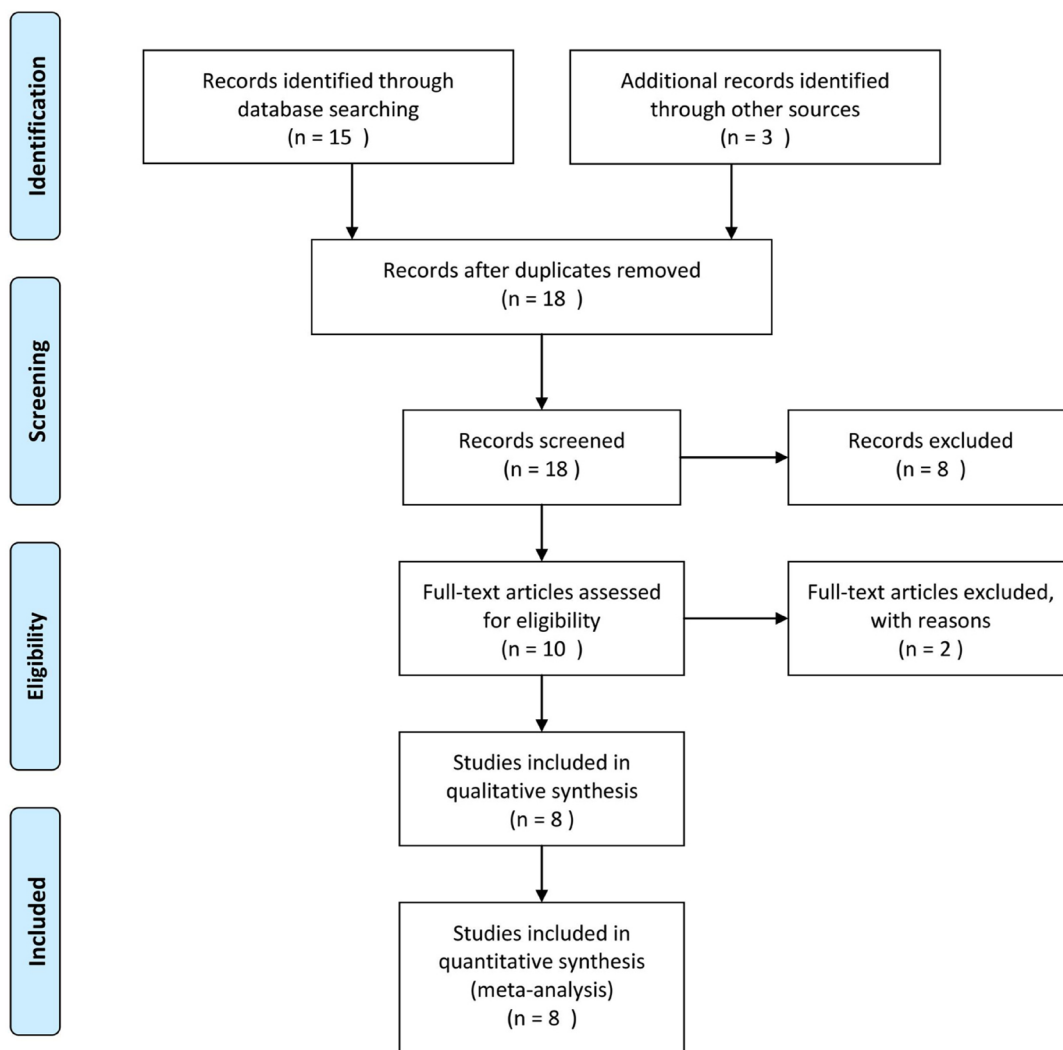 Identification
Records identified through
database searching
(n = 15 )
Additional records identified
through other sources
(n = 3 )
Records after duplicates removed
(n = 18 )
Screening
Records screened
(n = 18 )
Records excluded
(n = 8 )
Eligibility
Full-text articles assessed
for eligibility
(n = 10 )
Full-text articles excluded,
with reasons
(n = 2 )
Studies included in
qualitative synthesis
(n = 8 )
Included
Studies included in
quantitative synthesis
(meta-analysis)
(n = 8 )